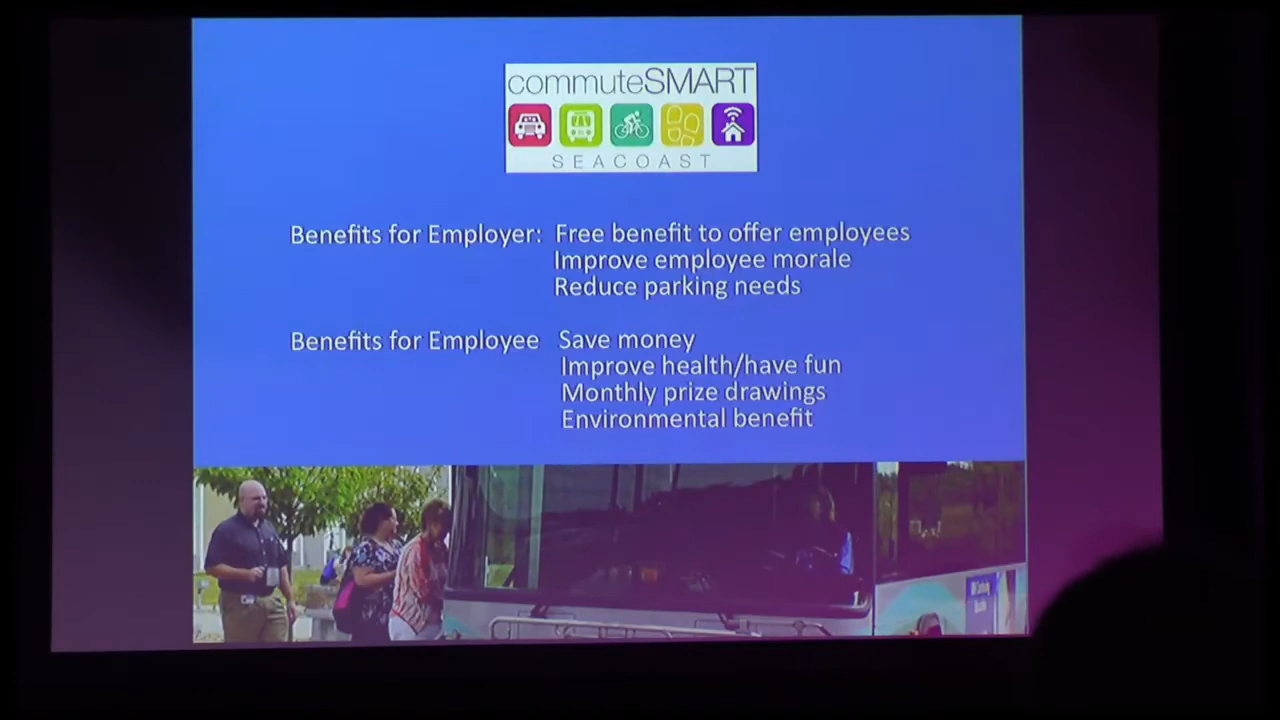 commuteSMART
SEACOAST
Benefits for Employer: Free benefit to offer employees
Improve employee morale
Reduce parking needs
Benefits for Employee Save money
Improve health/have fun
Monthly prize drawings
Environmental benefit